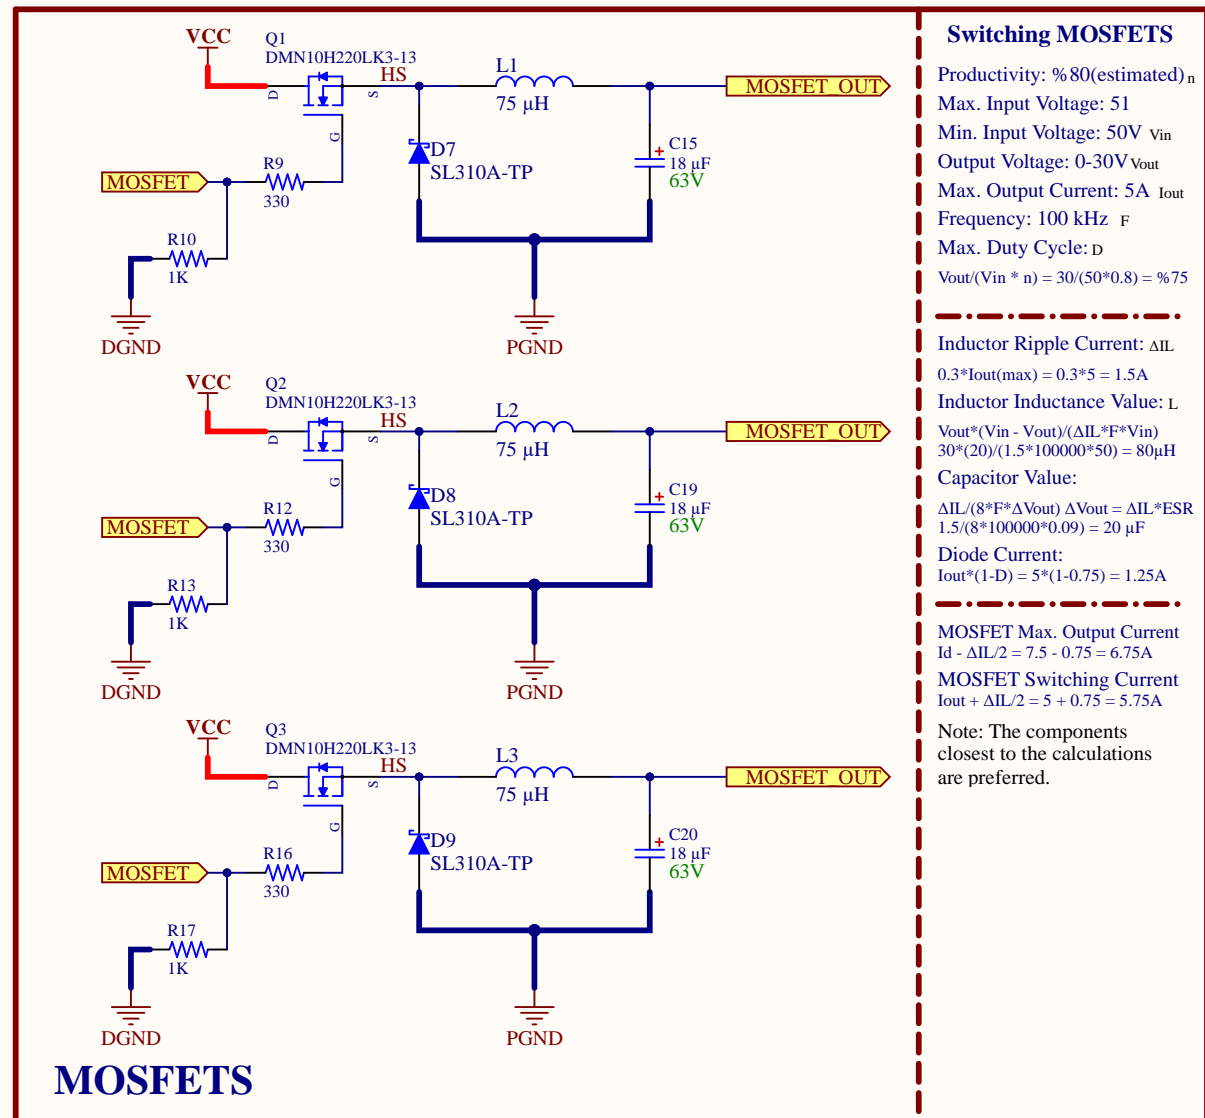 VCC
Q1
DMN10H220LK3-13
HS
D
S
G
L1
75 µH
MOSFET_OUT
D7
SL310A-TP
C15
18 µF
63V
MOSFET
R9
330
R10
1K
DGND
PGND
VCC
Q2
DMN10H220LK3-13
HS
D
S
G
L2
75 µH
MOSFET_OUT
D8
SL310A-TP
C19
18 µF
63V
MOSFET
R12
330
R13
1K
DGND
PGND
VCC
Q3
DMN10H220LK3-13
HS
D
S
G
L3
75 µH
MOSFET_OUT
D9
SL310A-TP
C20
18 µF
63V
MOSFET
R16
330
R17
1K
DGND
PGND
MOSFETS
Switching MOSFETS
Productivity: %80(estimated) n
Max. Input Voltage: 51
Min. Input Voltage: 50V Vin
Output Voltage: 0-30V Vout
Max. Output Current: 5A Iout
Frequency: 100 kHz F
Max. Duty Cycle: D
Vout/(Vin * n) = 30/(50*0.8) = %75
Inductor Ripple Current: ΔIL
0.3*Iout(max) = 0.3*5 = 1.5A
Inductor Inductance Value: L
Vout*(Vin - Vout)/(ΔIL*F*Vin)
30*(20)/(1.5*100000*50) = 80µH
Capacitor Value:
ΔIL/(8*F*ΔVout) ΔVout = ΔIL*ESR
1.5/(8*100000*0.09) = 20 µF
Diode Current:
Iout*(1-D) = 5*(1-0.75) = 1.25A
MOSFET Max. Output Current
Id - ΔIL/2 = 7.5 - 0.75 = 6.75A
MOSFET Switching Current
Iout + ΔIL/2 = 5 + 0.75 = 5.75A
Note: The components
closest to the calculations
are preferred.